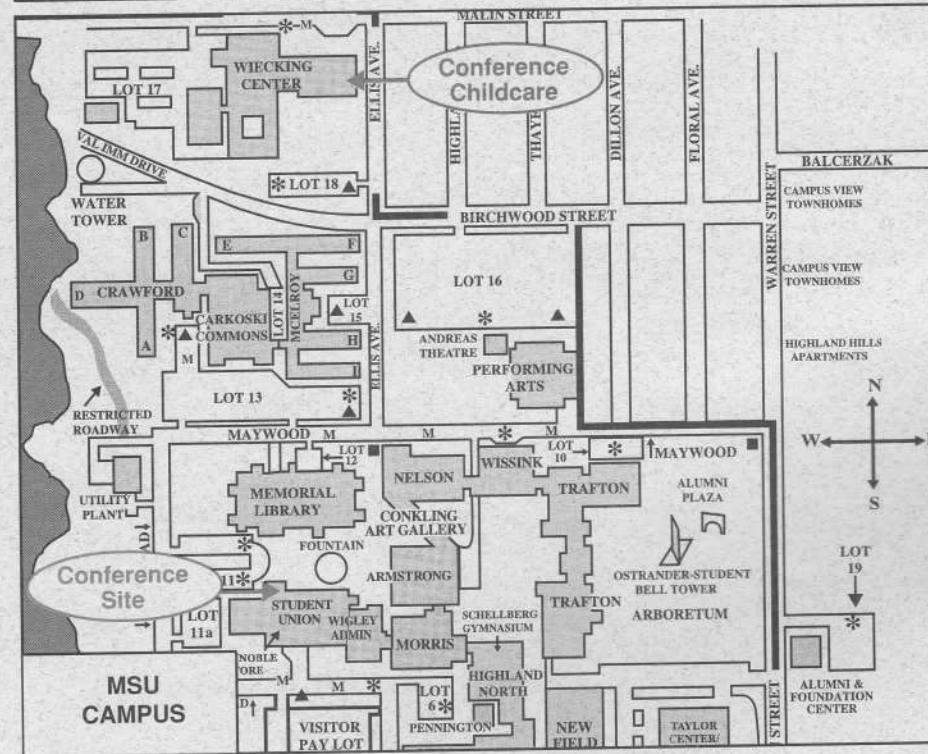 MALIN STREET
M
WIECKING
CENTER
Conference
Childcare
LOT 17
ELLIS AVE.
DILLON AVE.
FLORAL AVE.
VAL IMM DRIVE
WATER
TOWER
LOT 18
BALCERZAK
CAMPUS VIEW
TOWNHOMES
BIRCHWOOD STREET
WARREN STREET
B
C
E
F
D
CRAWFORD
G
A
CARKOSKI
COMMONS
LOT 14
MCELROY
LOT
15
H
I
M
LOT 16
CAMPUS VIEW
TOWNHOMES
ANDREAS
THEATRE
PERFORMING
ARTS
ELLIS AVE.
HIGHLAND HILLS
APARTMENTS
N
W
S
RESTRICTED
ROADWAY
LOT 13
MAYWOOD
M
M
M
LOT
12
LOT
10
MAYWOOD
UTILITY
PLANT
MEMORIAL
LIBRARY
NELSON
WISSINK
TRAFTON
CONKLING
ART GALLERY
ALUMNI
PLAZA
FOUNTAIN
ARMSTRONG
OSTRANDER-STUDENT
BELL TOWER
ARBORETUM
LOT
19
Conference
Site
11
LOT
11a
STUDENT
UNION
WIGLEY
ADMIN
MORRIS
SCHELLBERG
GYMNASIUM
TRAFTON
HIGHLAND
NORTH
M
M
D
MSU
CAMPUS
VISITOR
PAY LOT
LOT
6
PENNINGTON
NEW
FIELD
TAYLOR
CENTER/
STREET
ALUMNI &
FOUNDATION
CENTER